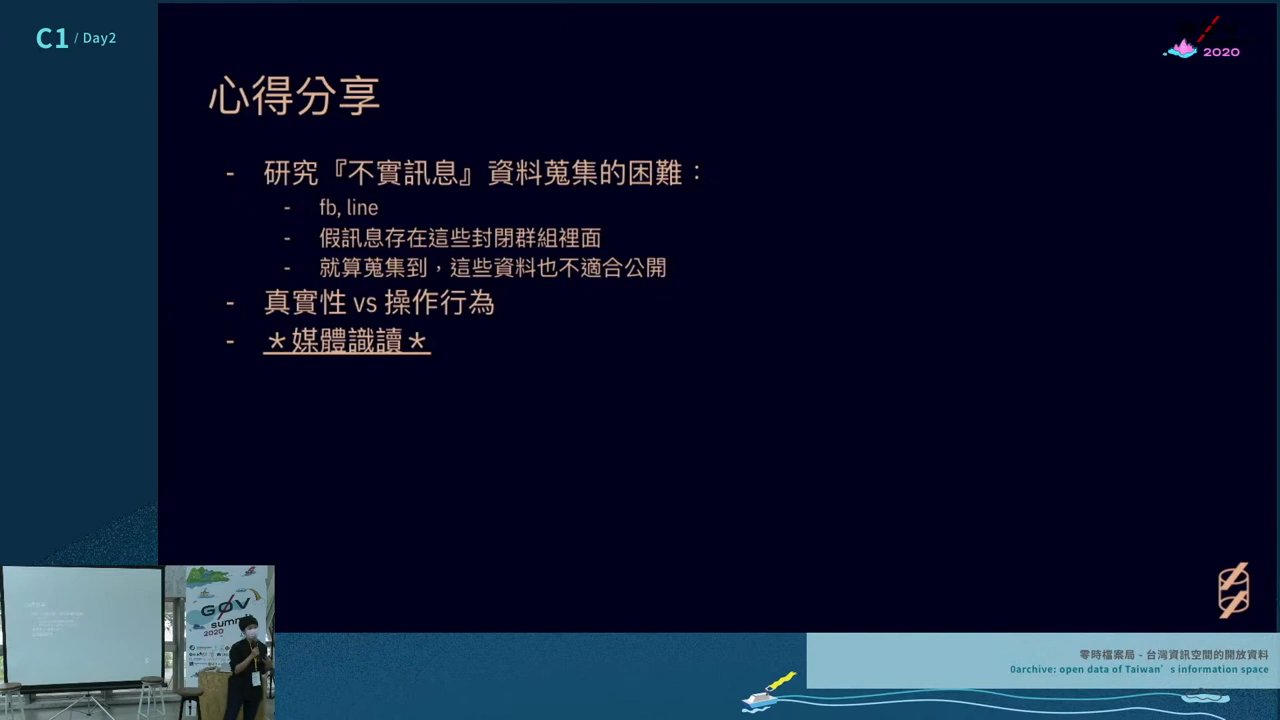 C1 / Day2
2020
心得分享
- 研究『不實訊息』資料蒐集的困難：
- fb, line
- 假訊息存在這些封閉群組裡面
- 就算蒐集到，這些資料也不適合公開
- 真實性 vs 操作行為
- ＊媒體識讀＊
GØV
summit
2020
零時檔案局 - 台灣資訊空間的開放資料
0archive: open data of Taiwan's information space